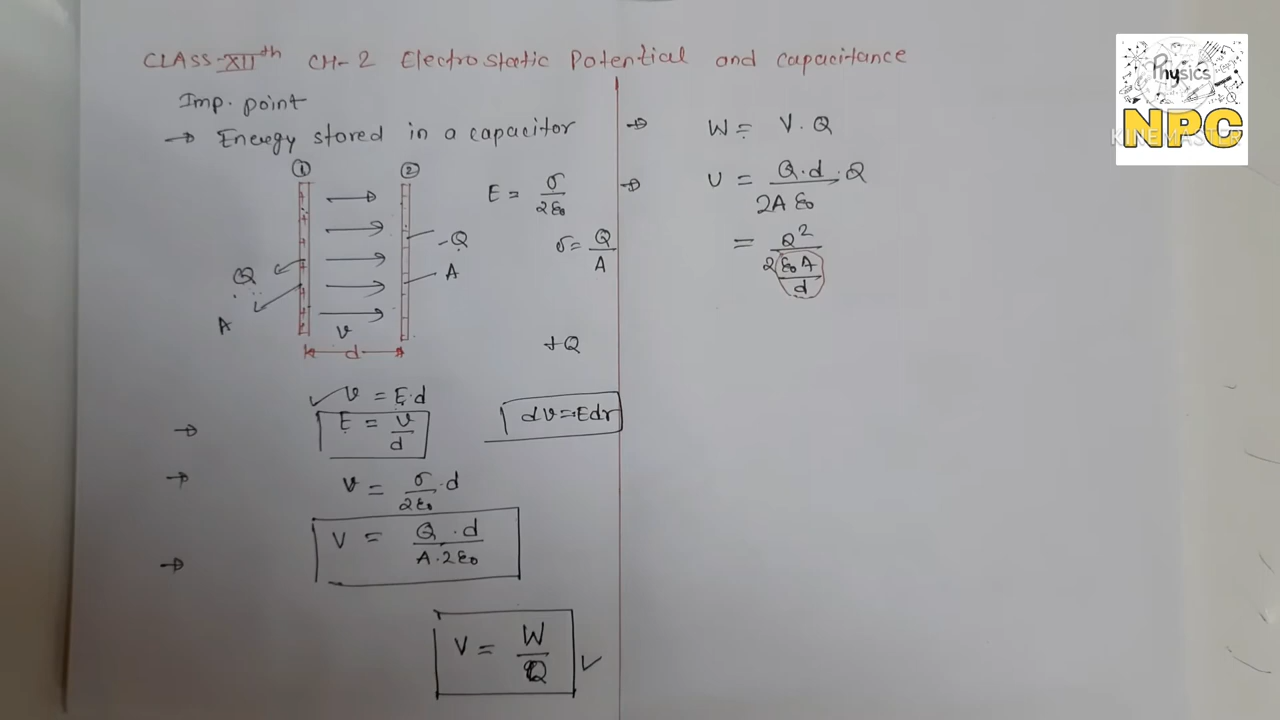 CLASS-XIIth CH-2 Electrostatic Potential and capacitance
Imp. point
→ Energy stored in a capacitor
① ②
E = σ/2ε₀
σ = Q/A
-Q
A
Q
A
V
d
+Q
V = E·d
E = V/d
dV = Edr
→
→ V = σ/2ε₀ ·d
→ V = Q·d/A·2ε₀
V = W/Q
→ W = V·Q
→ U = Q·d·Q/2Aε₀
= Q²/2 ε₀A/d
Physics
NPC
KINEMASTER